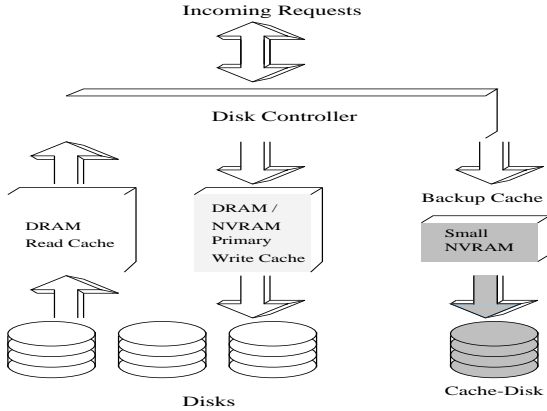 Incoming Requests
Disk Controller
DRAM
Read Cache
DRAM /
NVRAM
Primary
Write Cache
Backup Cache
Small
NVRAM
Disks
Cache-Disk